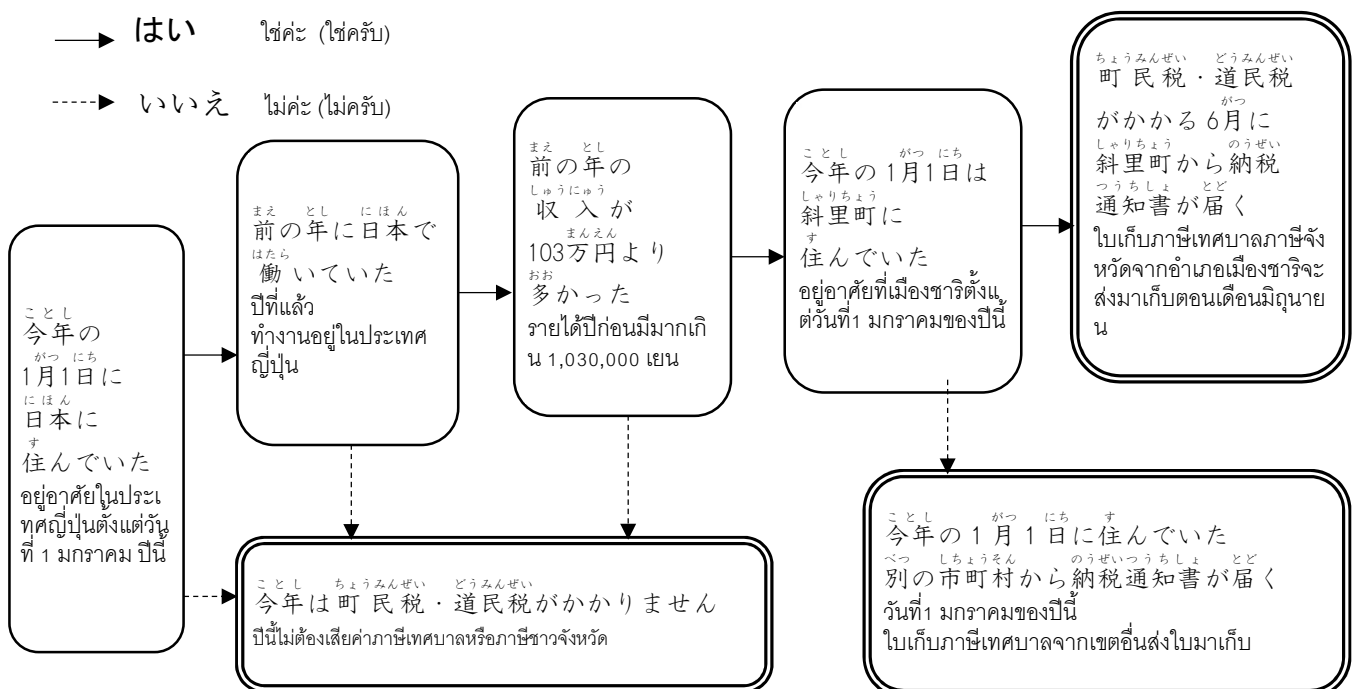 はい ใช่ค่ะ (ใช่ครับ)
いいえ ไม่ค่ะ (ไม่ครับ)
ことし
今年の
がつ にち
1月1日に
にほん
日本に
す
住んでいた
อยู่อาศัยในประเ
ทศญี่ปุ่นตั้งแต่วัน
ที่ 1 มกราคม ปีนี้
まえ とし にほん
前の年に日本で
はたら
働いていた
ปีที่แล้ว
ทำงานอยู่ในประเทศ
ญี่ปุ่น
まえ とし
前の年の
しゅうにゅう
収入が
まんえん
103万円より
おお
多かった
รายได้ปีก่อนมีมากเกิ
น 1,030,000 เยน
ことし がつ にち
今年の1月1日は
しゃりちょう
斜里町に
す
住んでいた
อยู่อาศัยที่เมืองชาริตั้งแ
ต่วันที่1 มกราคมของปีนี้
ちょうみんぜい どうみんぜい
町民税・道民税
がつ
がかかる6月に
しゃりちょう のうぜい
斜里町から納税
つうちしょ とど
通知書が届く
ใบเก็บภาษีเทศบาลภาษีจัง
หวัดจากอำเภอเมืองชาริจะ
ส่งมาเก็บตอนเดือนมิถุนาย
น
ことし ちょうみんぜい どうみんぜい
今年は町民税・道民税がかかりません
ปีนี้ไม่ต้องเสียค่าภาษีเทศบาลหรือภาษีชาวจังหวัด
ことし がつ にち す
今年の1月1日に住んでいた
べつ しちょうそん のうぜいつうちしょ とど
別の市町村から納税通知書が届く
วันที่1 มกราคมของปีนี้
ใบเก็บภาษีเทศบาลจากเขตอื่นส่งใบมาเก็บ